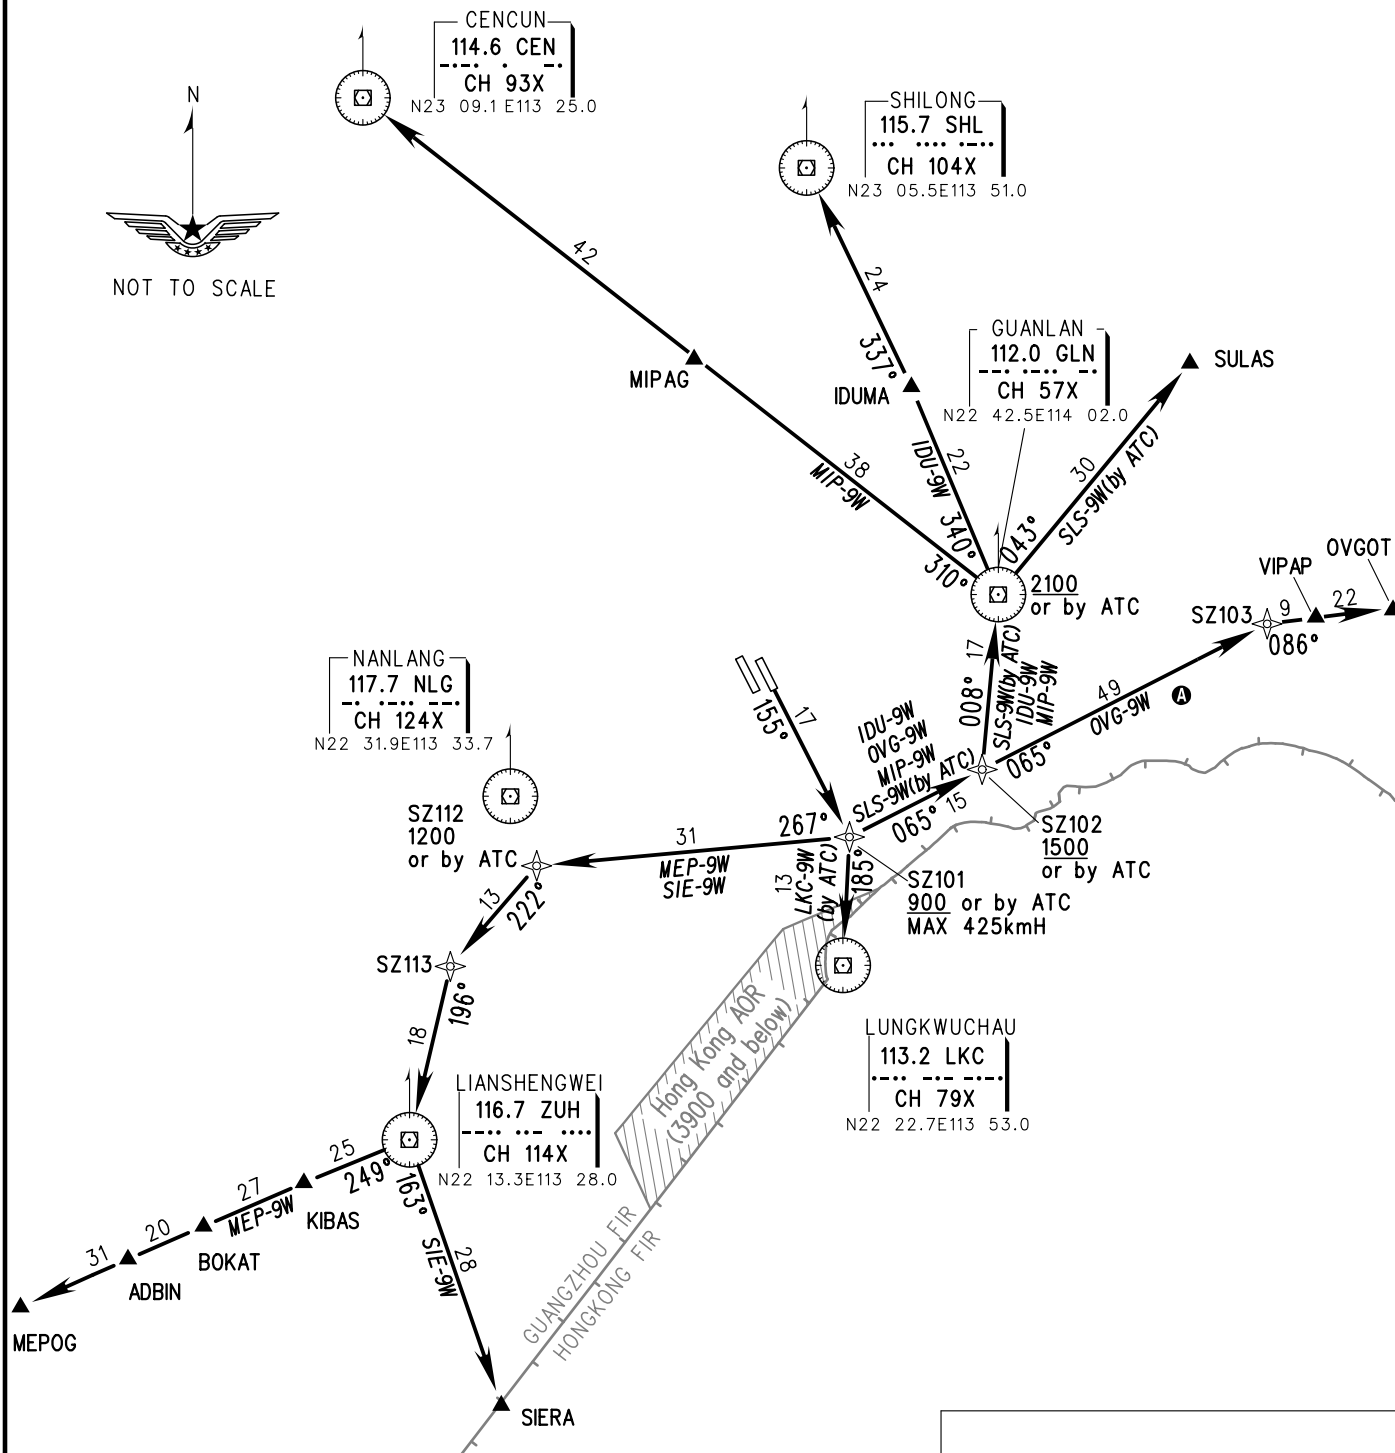 CENCUN
114.6 CEN
CH 93X
N23 09.1 E113 25.0
N
NOT TO SCALE
SHILONG
115.7 SHL
CH 104X
N23 05.5E113 51.0
42
24
337°
MIPAG
IDUMA
GUANLAN
112.0 GLN
CH 57X
N22 42.5E114 02.0
SULAS
38
MIP-9W
22
IDU-9W
30
SLS-9W(by ATC)
310°
340°
043°
2100
or by ATC
VIPAP
OVGOT
SZ103
9
22
086°
NANLANG
117.7 NLG
CH 124X
N22 31.9E113 33.7
17
155°
17
008°
SLS-9W(by ATC)
IDU-9W
MIP-9W
49
OVG-9W
A
IDU-9W
OVG-9W
MIP-9W
SLS-9W(by ATC)
065°
15
065°
SZ102
1500
or by ATC
SZ112
1200
or by ATC
31
267°
MEP-9W
SIE-9W
13
LKC-9W
(by ATC)
185°
SZ101
900 or by ATC
MAX 425kmH
13
222°
SZ113
196°
18
Hong Kong AOR
(3900 and below)
LUNGKWUCHAU
113.2 LKC
CH 79X
N22 22.7E113 53.0
LIANSHENGWEI
116.7 ZUH
CH 114X
N22 13.3E113 28.0
25
249°
163°
27
MEP-9W
KIBAS
20
BOKAT
31
ADBIN
MEPOG
28
SIE-9W
GUANGZHOU FIR
HONGKONG FIR
SIERA